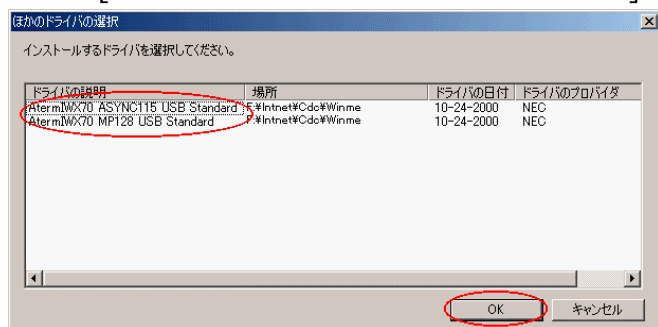 ほかのドライバの選択
インストールするドライバを選択してください。
ドライバの説明 場所 ドライバの日付 ドライバのプロバイダ
AtermIWX70 ASYNC115 USB Standard F:¥Intnet¥Cdc¥Winme 10-24-2000 NEC
AtermIWX70 MP128 USB Standard F:¥Intnet¥Cdc¥Winme 10-24-2000 NEC
OK キャンセル